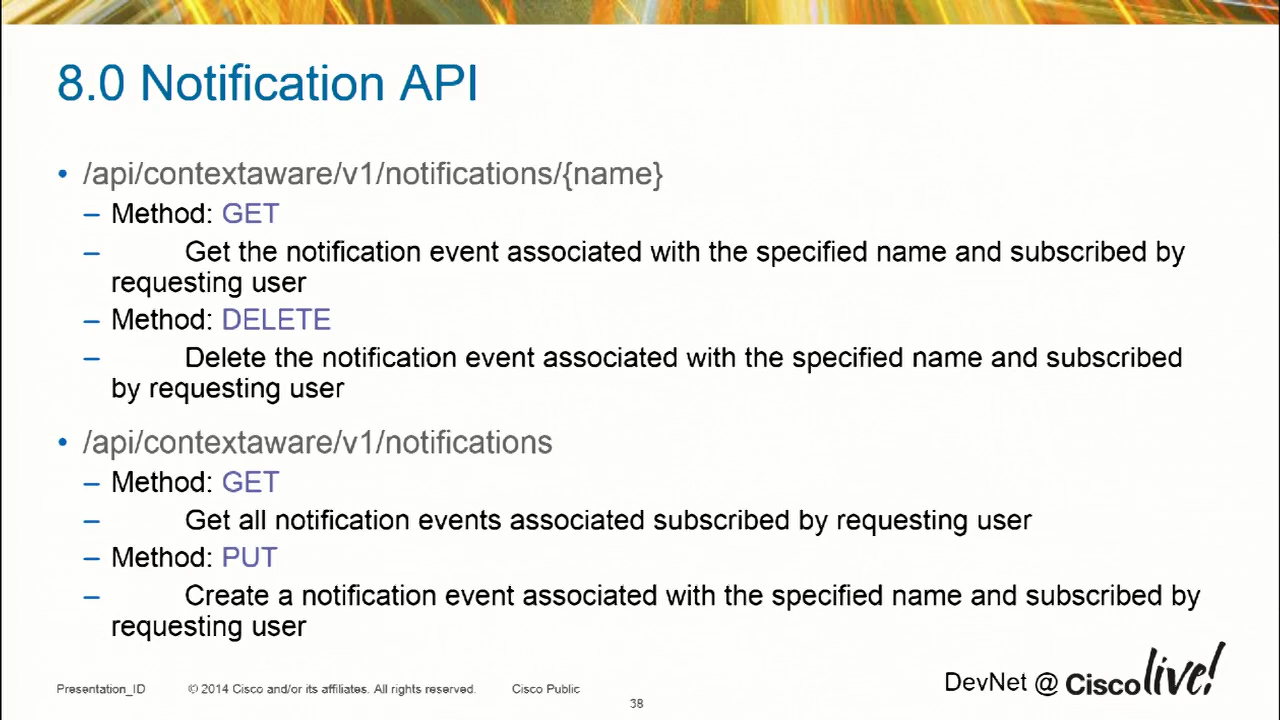 8.0 Notification API
• /api/contextaware/v1/notifications/{name}
– Method: GET
– Get the notification event associated with the specified name and subscribed by
requesting user
– Method: DELETE
– Delete the notification event associated with the specified name and subscribed
by requesting user
• /api/contextaware/v1/notifications
– Method: GET
– Get all notification events associated subscribed by requesting user
– Method: PUT
– Create a notification event associated with the specified name and subscribed by
requesting user
Presentation_ID © 2014 Cisco and/or its affiliates. All rights reserved. Cisco Public
38
DevNet @ Cisco live!